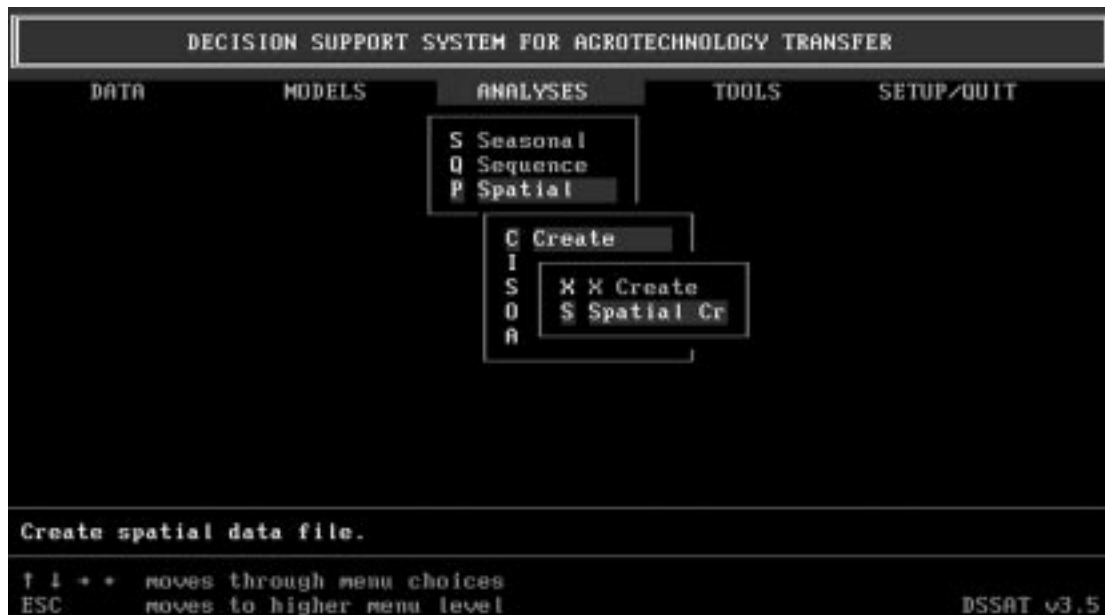 DECISION SUPPORT SYSTEM FOR AGROTECHNOLOGY TRANSFER
DATA MODELS ANALYSES TOOLS SETUP/QUIT
S Seasonal
Q Sequence
P Spatial
C Create
I
S X X Create
O S Spatial Cr
A
Create spatial data file.
↑ ↓ → ← moves through menu choices
ESC moves to higher menu level DSSAT v3.5